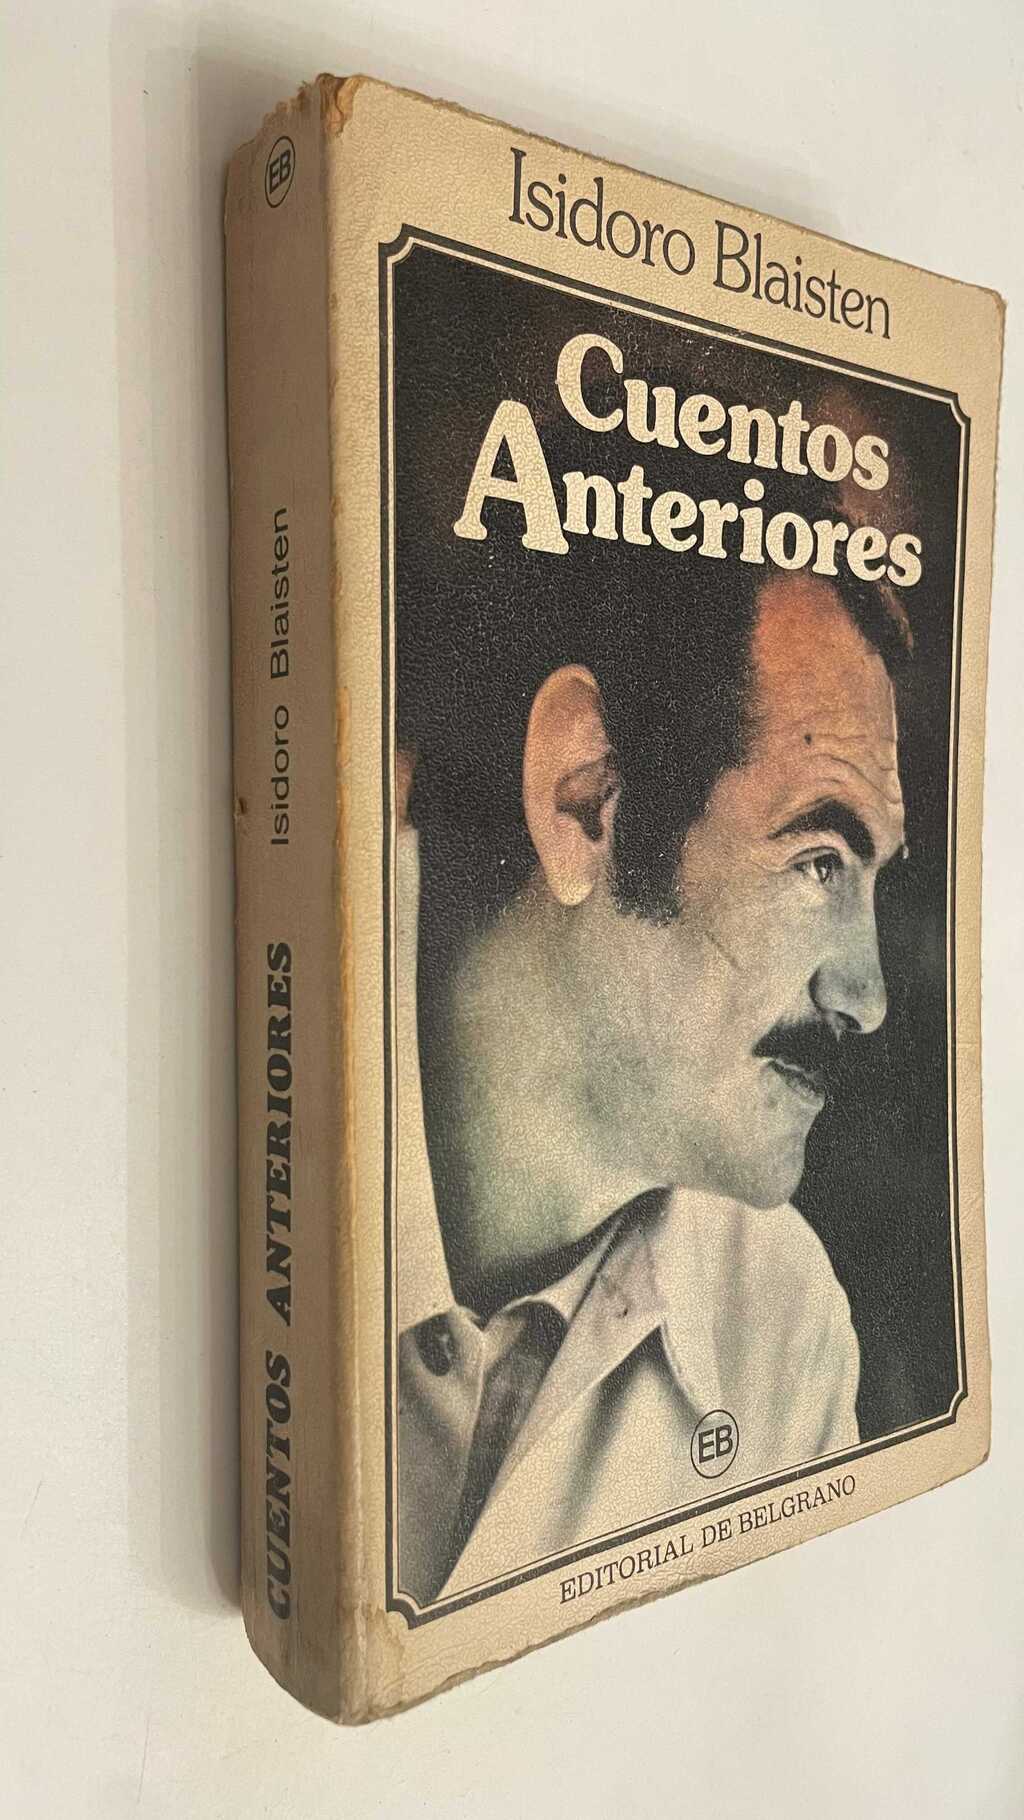 EB
CUENTOS ANTERIORES Isidoro Blaisten
Isidoro Blaisten
Cuentos
Anteriores
EB
EDITORIAL DE BELGRANO